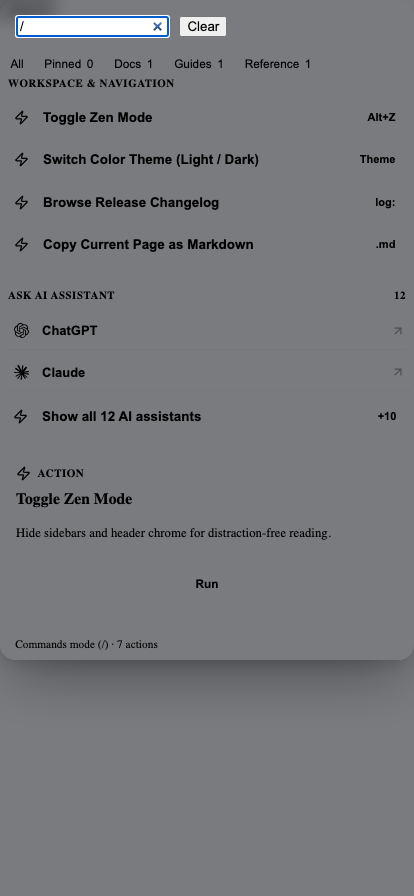 /
Clear
All Pinned 0 Docs 1 Guides 1 Reference 1
WORKSPACE & NAVIGATION
Toggle Zen Mode Alt+Z
Switch Color Theme (Light / Dark) Theme
Browse Release Changelog log:
Copy Current Page as Markdown .md
ASK AI ASSISTANT 12
ChatGPT
Claude
Show all 12 AI assistants +10
ACTION
Toggle Zen Mode
Hide sidebars and header chrome for distraction-free reading.
Run
Commands mode (/) · 7 actions